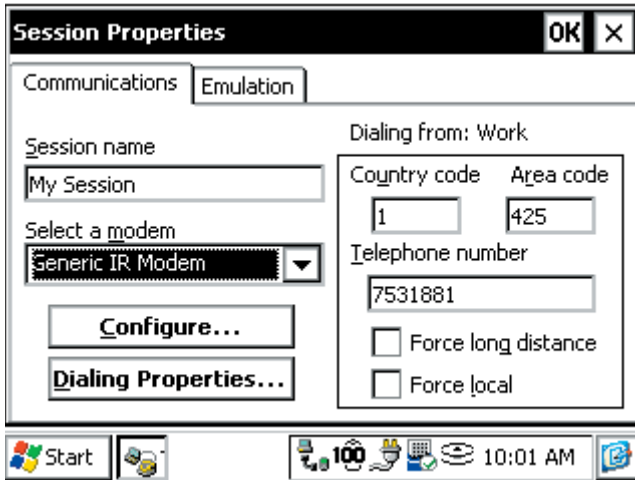 Session Properties OK ×
Communications Emulation
Session name
My Session
Select a modem
Generic IR Modem
Configure...
Dialing Properties...
Dialing from: Work
Country code Area code
1 425
Telephone number
7531881
Force long distance
Force local
Start 100 10:01 AM